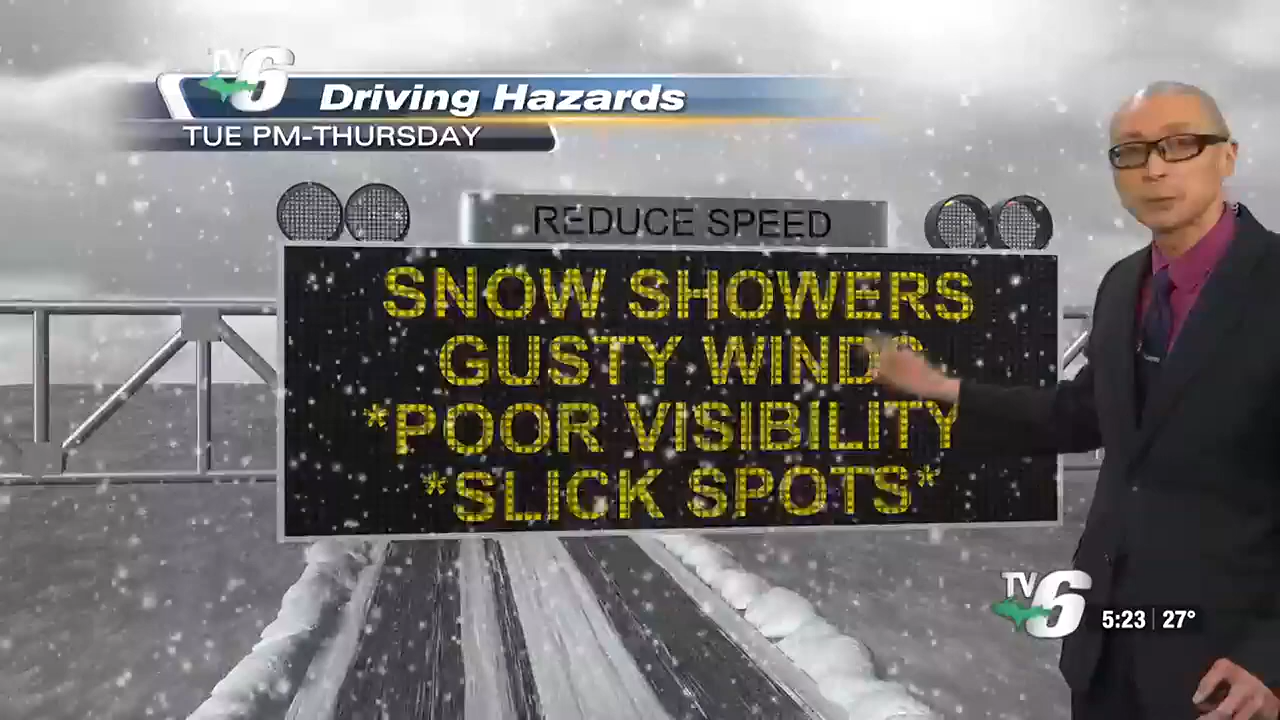 TV6 Driving Hazards
TUE PM-THURSDAY
REDUCE SPEED
SNOW SHOWERS
GUSTY WINDS
*POOR VISIBILITY
*SLICK SPOTS*
TV6 5:23 27°